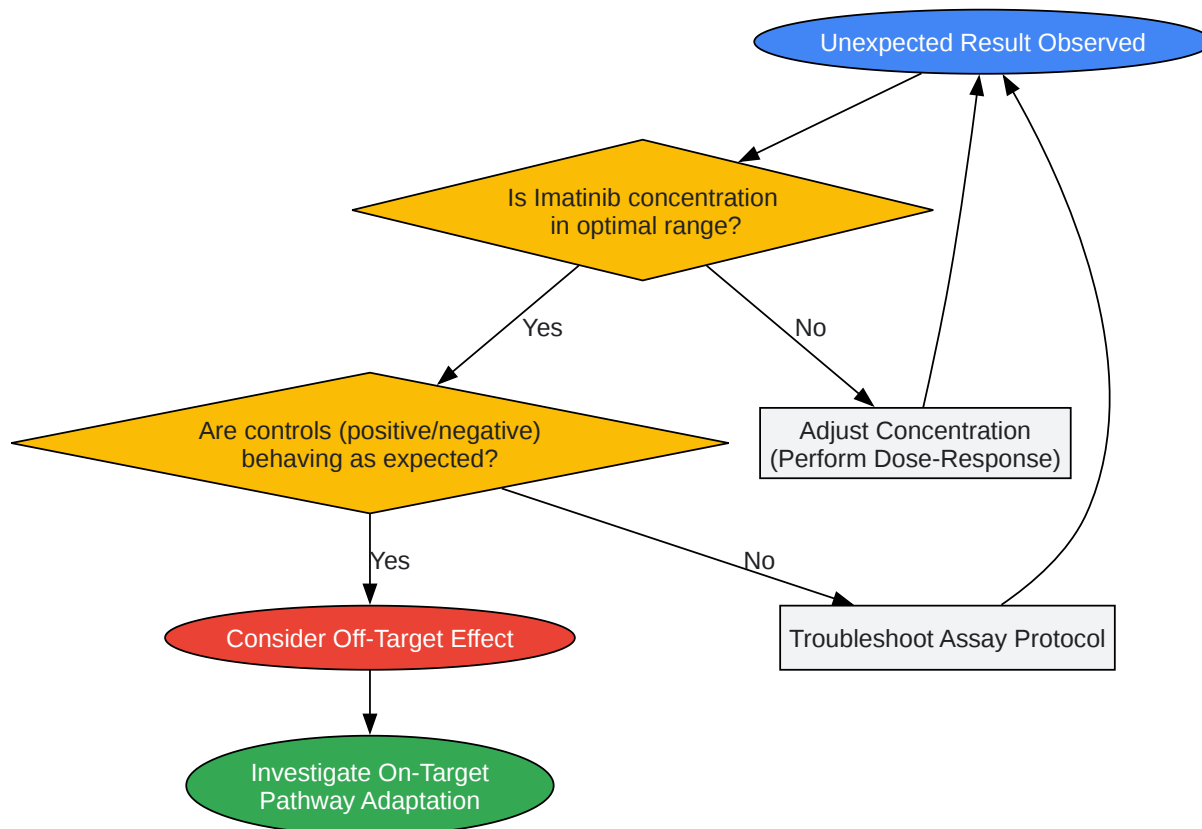 Unexpected Result Observed
Is Imatinib concentration
in optimal range?
Yes
No
Are controls (positive/negative)
behaving as expected?
Adjust Concentration
(Perform Dose-Response)
Yes
No
Consider Off-Target Effect
Troubleshoot Assay Protocol
Investigate On-Target
Pathway Adaptation